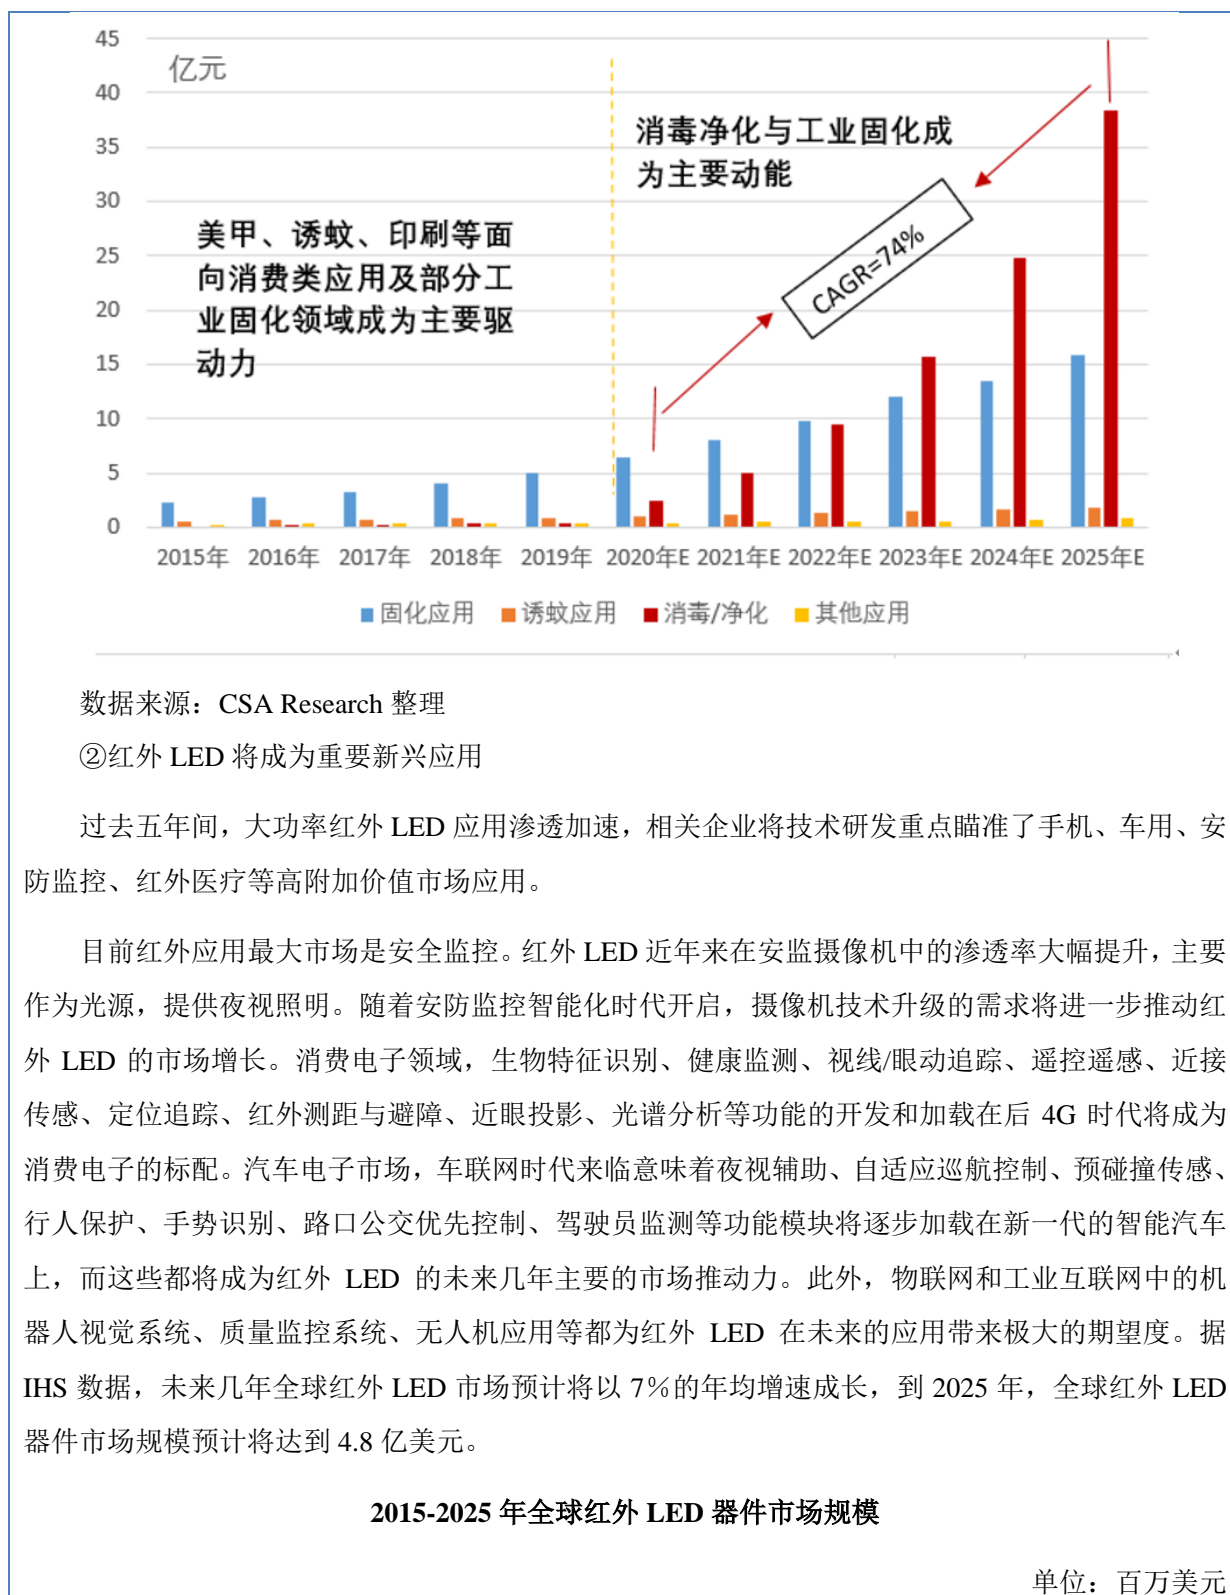 45
亿元
40
35
30
25
20
15
10
5
0
消毒净化与工业固化成
为主要动能
美甲、诱蚊、印刷等面
向消费类应用及部分工
业固化领域成为主要驱
动力
CAGR=74%
2015年 2016年 2017年 2018年 2019年 2020年E 2021年E 2022年E 2023年E 2024年E 2025年E
固化应用 诱蚊应用 消毒/净化 其他应用
数据来源：CSA Research 整理
②红外 LED 将成为重要新兴应用
过去五年间，大功率红外 LED 应用渗透加速，相关企业将技术研发重点瞄准了手机、车用、安
防监控、红外医疗等高附加价值市场应用。
目前红外应用最大市场是安全监控。红外 LED 近年来在安监摄像机中的渗透率大幅提升，主要
作为光源，提供夜视照明。随着安防监控智能化时代开启，摄像机技术升级的需求将进一步推动红
外 LED 的市场增长。消费电子领域，生物特征识别、健康监测、视线/眼动追踪、遥控遥感、近接
传感、定位追踪、红外测距与避障、近眼投影、光谱分析等功能的开发和加载在后 4G 时代将成为
消费电子的标配。汽车电子市场，车联网时代来临意味着夜视辅助、自适应巡航控制、预碰撞传感、
行人保护、手势识别、路口公交优先控制、驾驶员监测等功能模块将逐步加载在新一代的智能汽车
上，而这些都将成为红外 LED 的未来几年主要的市场推动力。此外，物联网和工业互联网中的机
器人视觉系统、质量监控系统、无人机应用等都为红外 LED 在未来的应用带来极大的期望度。据
IHS 数据，未来几年全球红外 LED 市场预计将以 7％的年均增速成长，到 2025 年，全球红外 LED
器件市场规模预计将达到 4.8 亿美元。
2015-2025 年全球红外 LED 器件市场规模
单位：百万美元